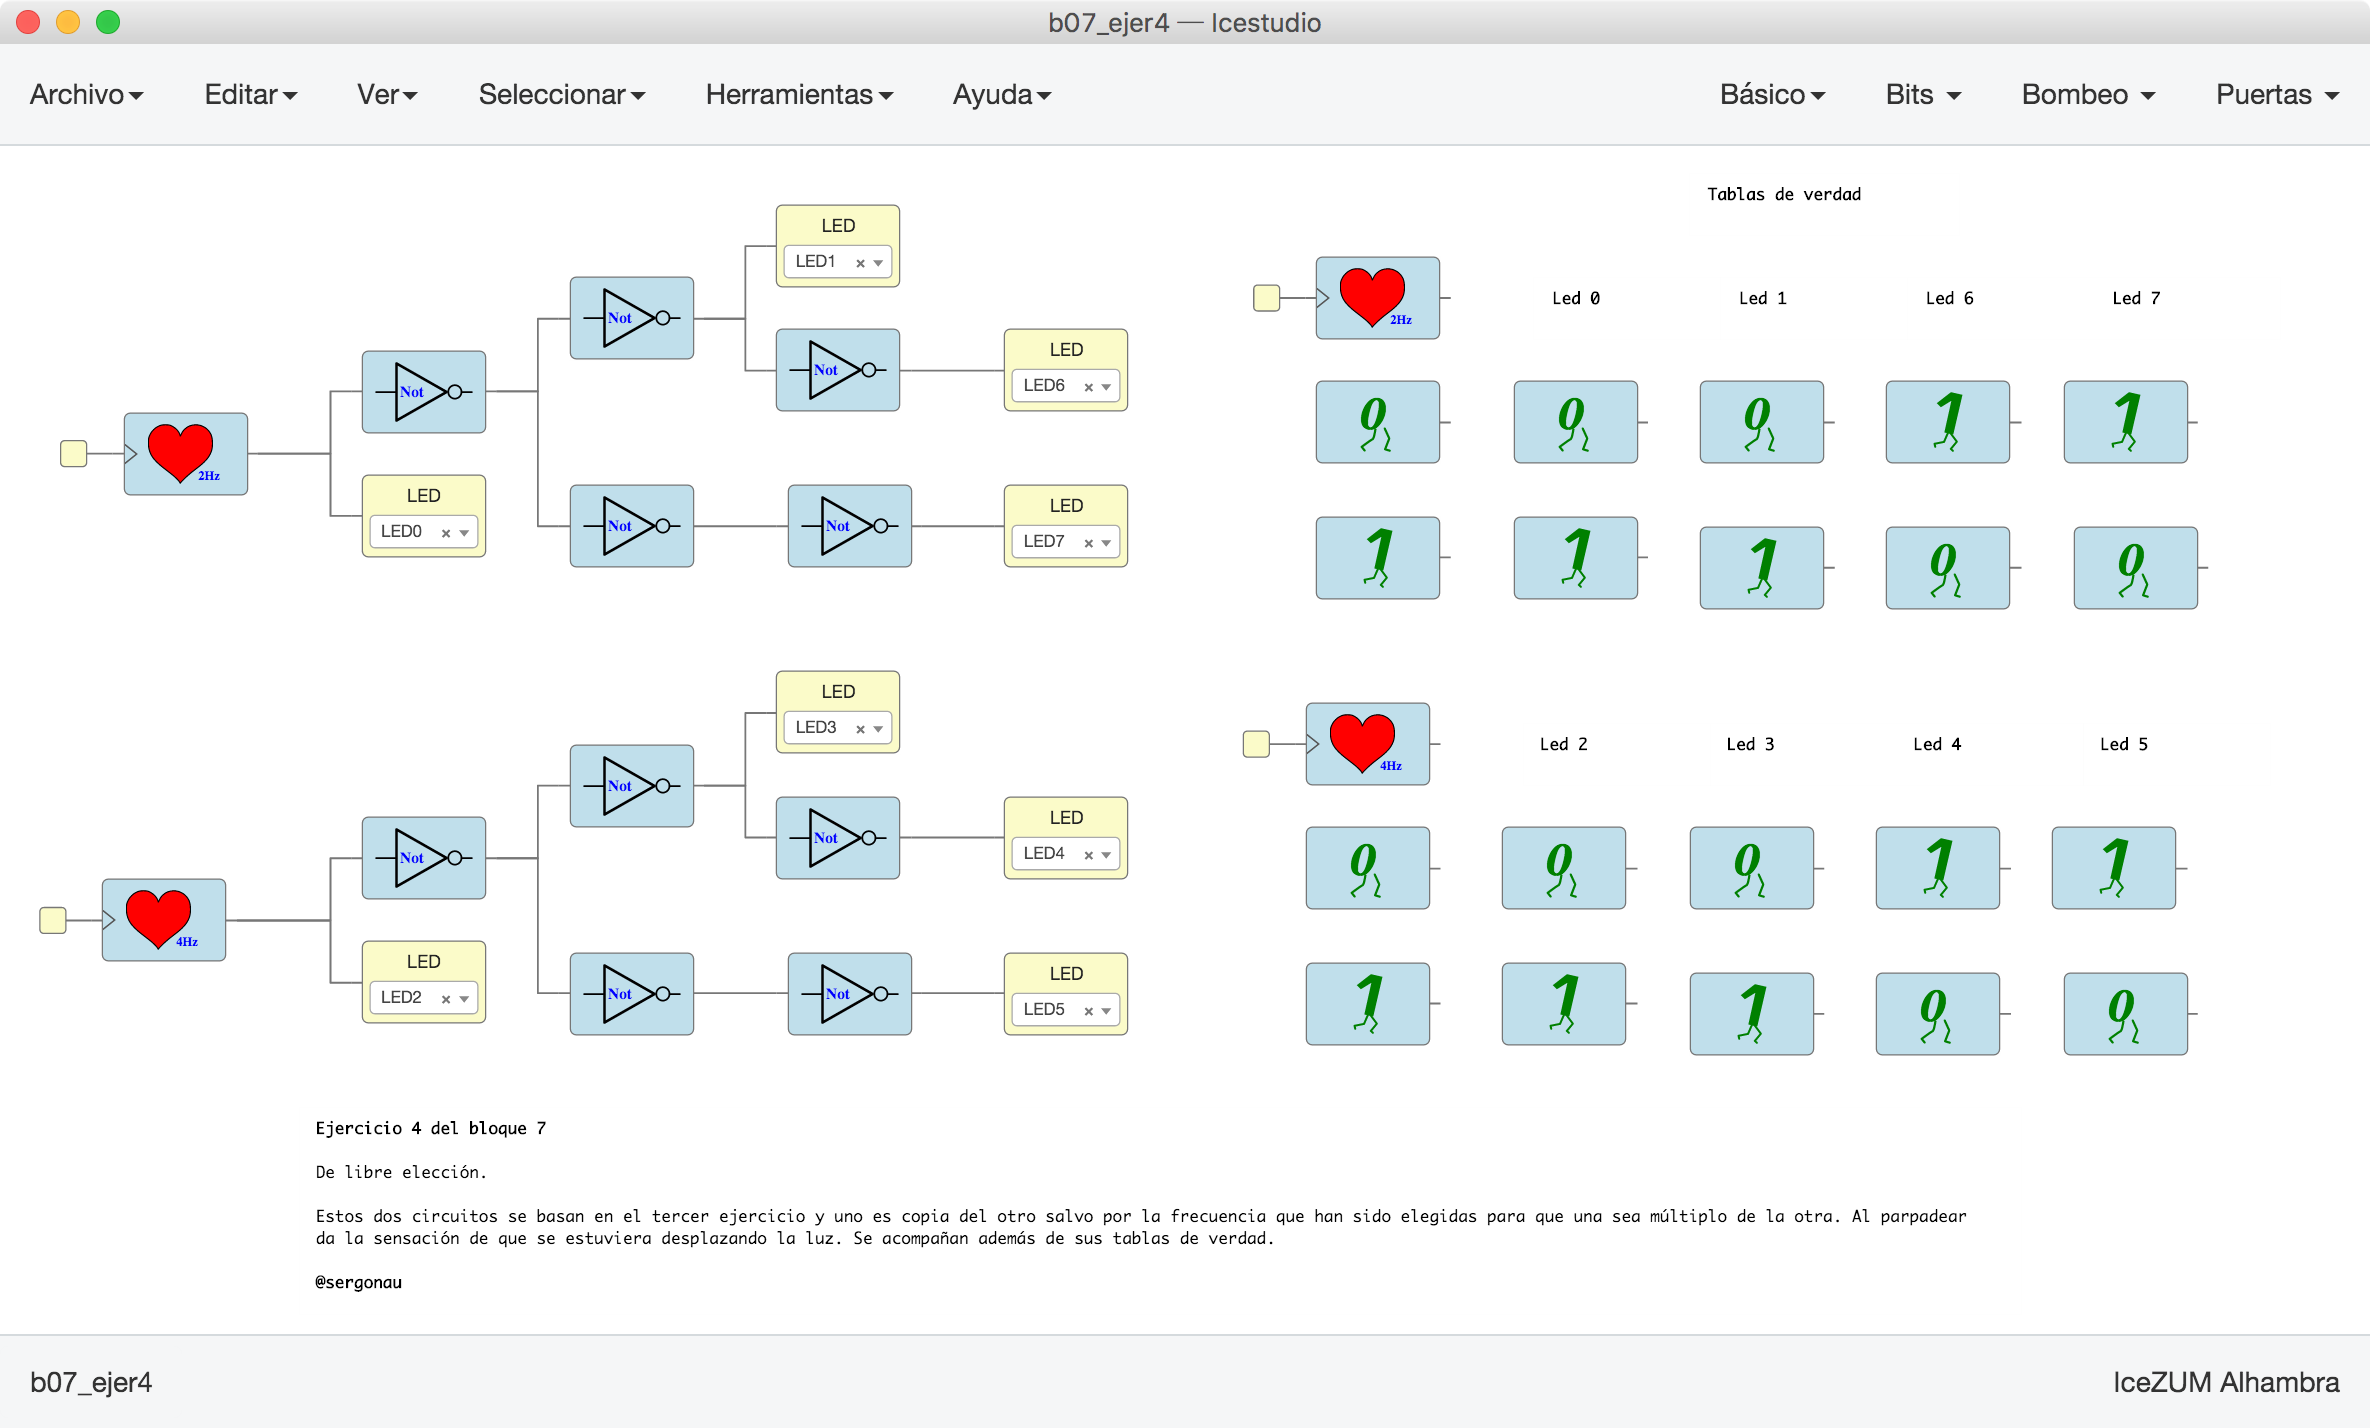 b07_ejer4 — Icestudio
Archivo Editar Ver Seleccionar Herramientas Ayuda Básico Bits Bombeo Puertas
Tablas de verdad
LED
LED1
Not
2Hz
Led 0 Led 1 Led 6 Led 7
LED
Not
LED6
Not
0 0 0 1 1
2Hz
LED
LED0
Not
Not
LED
LED7
1 1 1 0 0
LED
LED3
4Hz
Led 2 Led 3 Led 4 Led 5
Not
LED
Not
LED4
Not
0 0 0 1 1
4Hz
LED
LED2
Not
Not
LED
LED5
1 1 1 0 0
Ejercicio 4 del bloque 7
De libre elección.
Estos dos circuitos se basan en el tercer ejercicio y uno es copia del otro salvo por la frecuencia que han sido elegidas para que una sea múltiplo de la otra. Al parpadear
da la sensación de que se estuviera desplazando la luz. Se acompañan además de sus tablas de verdad.
@sergonau
b07_ejer4 IceZUM Alhambra